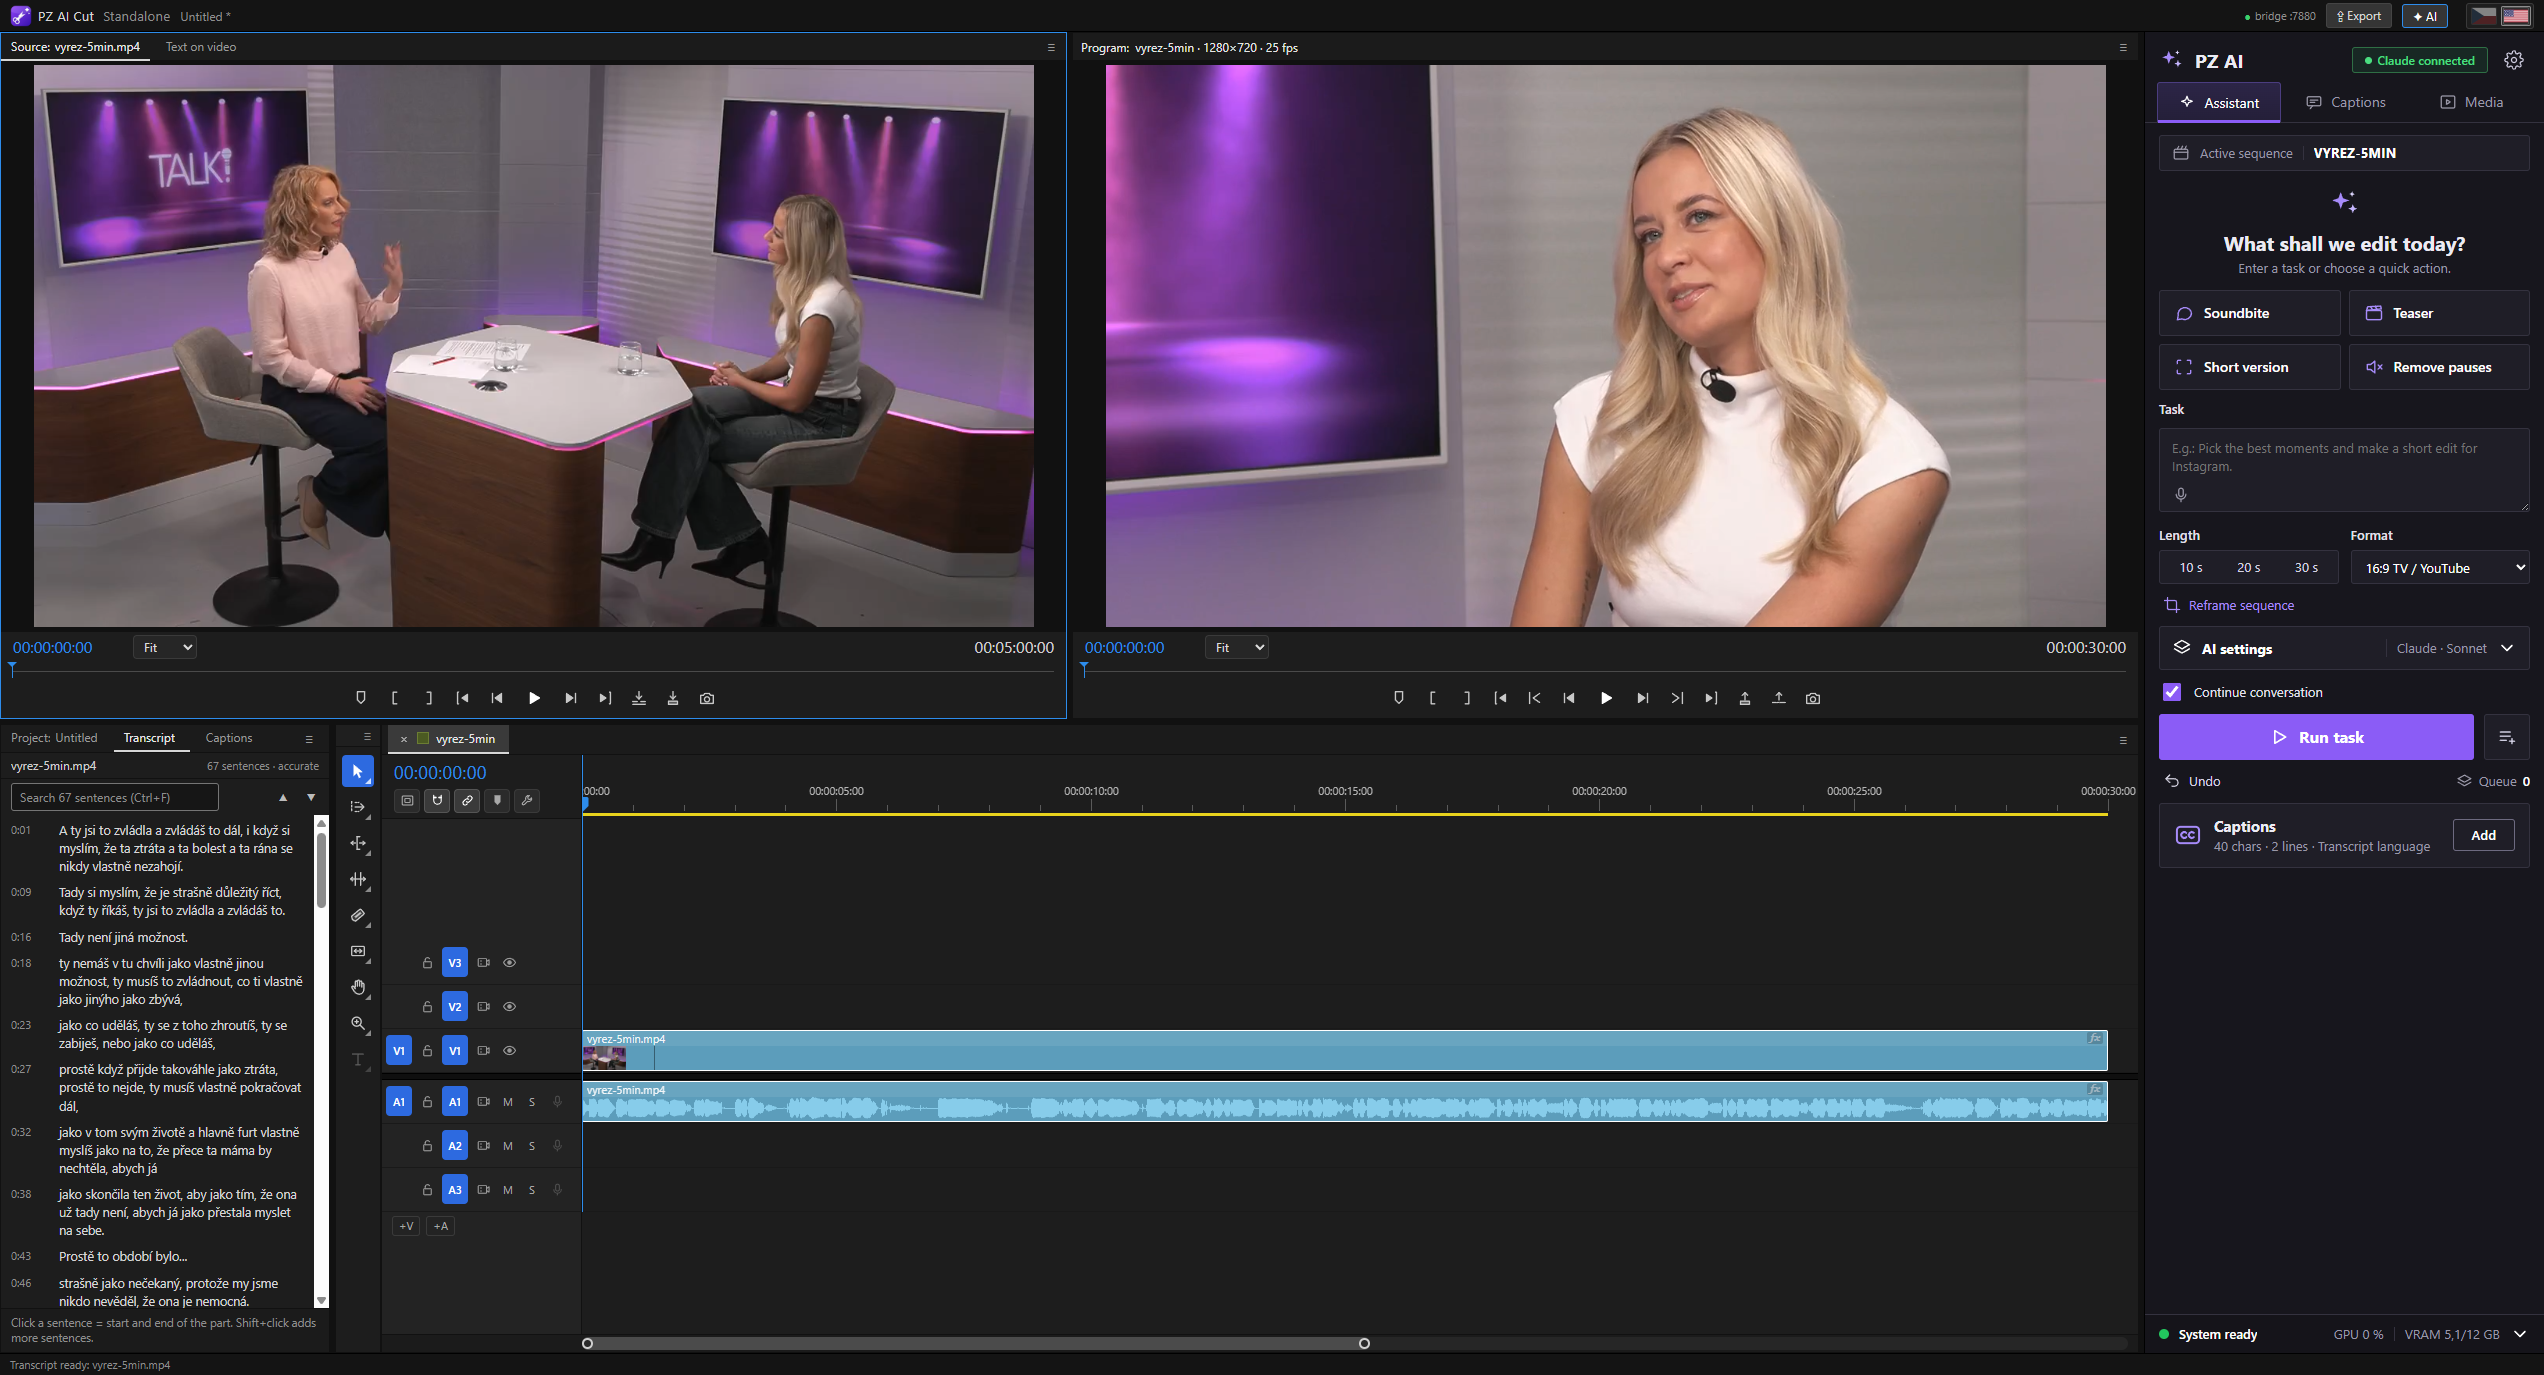 PZ AI Cut Standalone Untitled *
bridge :7880 Export AI
Source: vyrez-5min.mp4 Text on video
TALK!
00:00:00:00 Fit 00:05:00:00
Program: vyrez-5min · 1280×720 · 25 fps
00:00:00:00 Fit 00:00:30:00
Project: Untitled Transcript Captions
vyrez-5min.mp4 67 sentences · accurate
Search 67 sentences (Ctrl+F)
0:01 A ty jsi to zvládla a zvládáš to dál, i když si
myslím, že ta ztráta a ta bolest a ta rána se
nikdy vlastně nezahojí.
0:09 Tady si myslím, že je strašně důležitý říct,
když ty říkáš, ty jsi to zvládla a zvládáš to.
0:16 Tady není jiná možnost.
0:18 ty nemáš v tu chvíli jako vlastně jinou
možnost, ty musíš to zvládnout, co ti vlastně
jako jinýho jako zbývá,
0:23 jako co uděláš, ty se z toho zhroutíš, ty se
zabiješ, nebo jako co uděláš,
0:27 prostě když přijde takováhle jako ztráta,
prostě to nejde, ty musíš vlastně pokračovat
dál,
0:32 jako v tom svým životě a hlavně furt vlastně
myslíš jako na to, že přece ta máma by
nechtěla, abych já
0:38 jako skončila ten život, aby jako tím, že ona
už tady není, abych já jako přestala myslet
na sebe.
0:43 Prostě to období bylo...
0:46 strašně jako nečekaný, protože my jsme
nikdo nevěděl, že ona je nemocná.
Click a sentence = start and end of the part. Shift+click adds
more sentences.
Transcript ready: vyrez-5min.mp4
vyrez-5min
00:00:00:00
00:00 00:00:05:00 00:00:10:00 00:00:15:00 00:00:20:00 00:00:25:00 00:00:30:00
V3
V2
V1 V1
A1 A1 M S
A2 M S
A3 M S
+V +A
vyrez-5min.mp4 fx
vyrez-5min.mp4 fx
PZ AI Claude connected
Assistant Captions Media
Active sequence VYREZ-5MIN
What shall we edit today?
Enter a task or choose a quick action.
Soundbite Teaser
Short version Remove pauses
Task
E.g.: Pick the best moments and make a short edit for
Instagram.
Length Format
10 s 20 s 30 s 16:9 TV / YouTube
Reframe sequence
AI settings Claude · Sonnet
Continue conversation
Run task
Undo Queue 0
CC Captions Add
40 chars · 2 lines · Transcript language
System ready GPU 0 % VRAM 5,1/12 GB